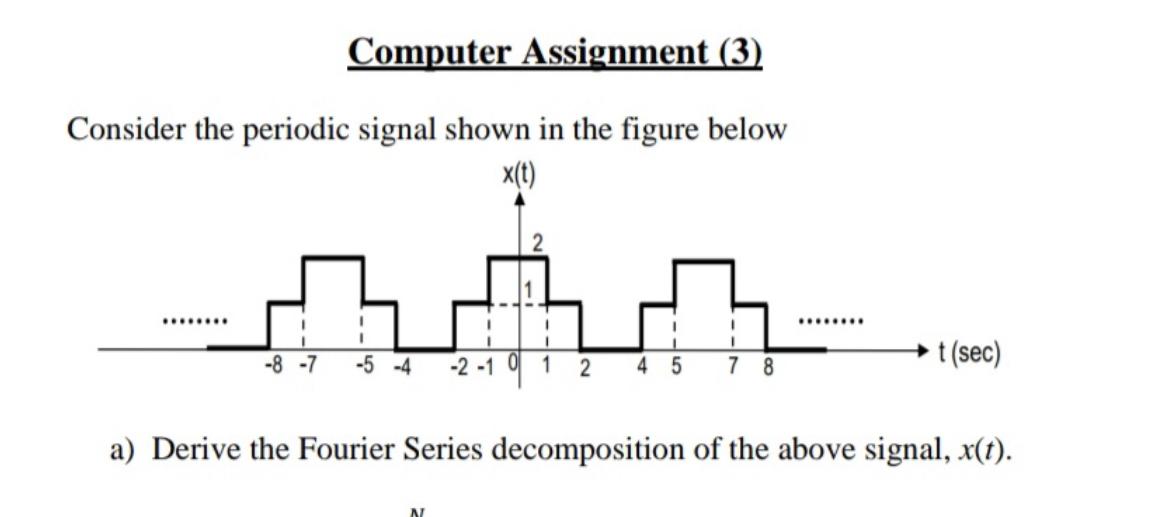 Computer Assignment (3)
Consider the periodic signal shown in the figure below
x(t)
2
1
-8 -7 -5 -4 -2 -1 0 1 2 4 5 7 8 t (sec)
a) Derive the Fourier Series decomposition of the above signal, x(t).
N